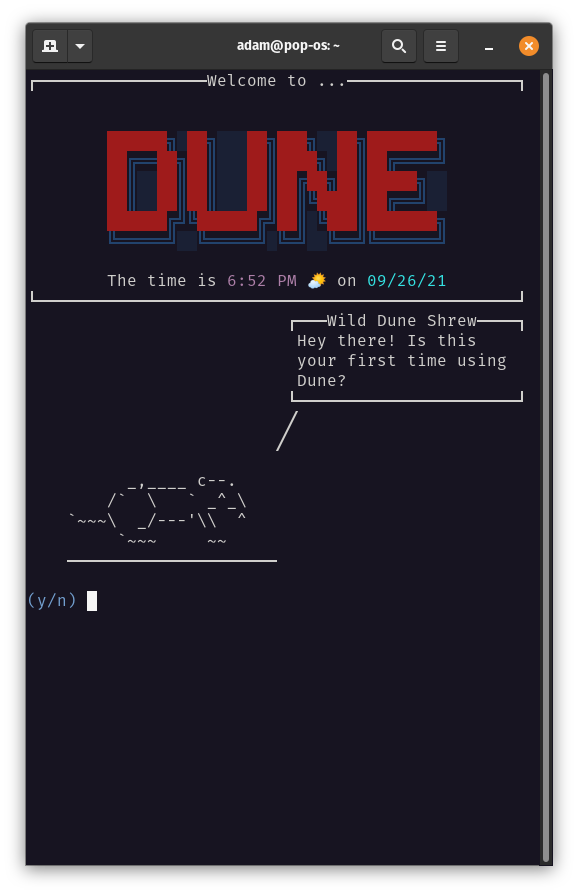 adam@pop-os: ~
Welcome to ...
DUNE
The time is 6:52 PM 🌤️ on 09/26/21
Wild Dune Shrew
Hey there! Is this
your first time using
Dune?
(y/n)